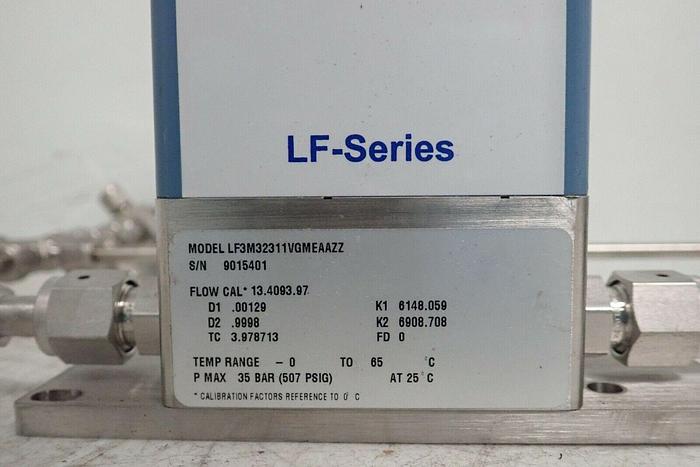 LF-Series
MODEL LF3M32311VGMEAAZZ
S/N 9015401
FLOW CAL* 13.4093.97
D1 .00129 K1 6148.059
D2 .9998 K2 6908.708
TC 3.978713 FD 0
TEMP RANGE - 0 TO 65 °C
P MAX 35 BAR (507 PSIG) AT 25°C
* CALIBRATION FACTORS REFERENCE TO 0° C